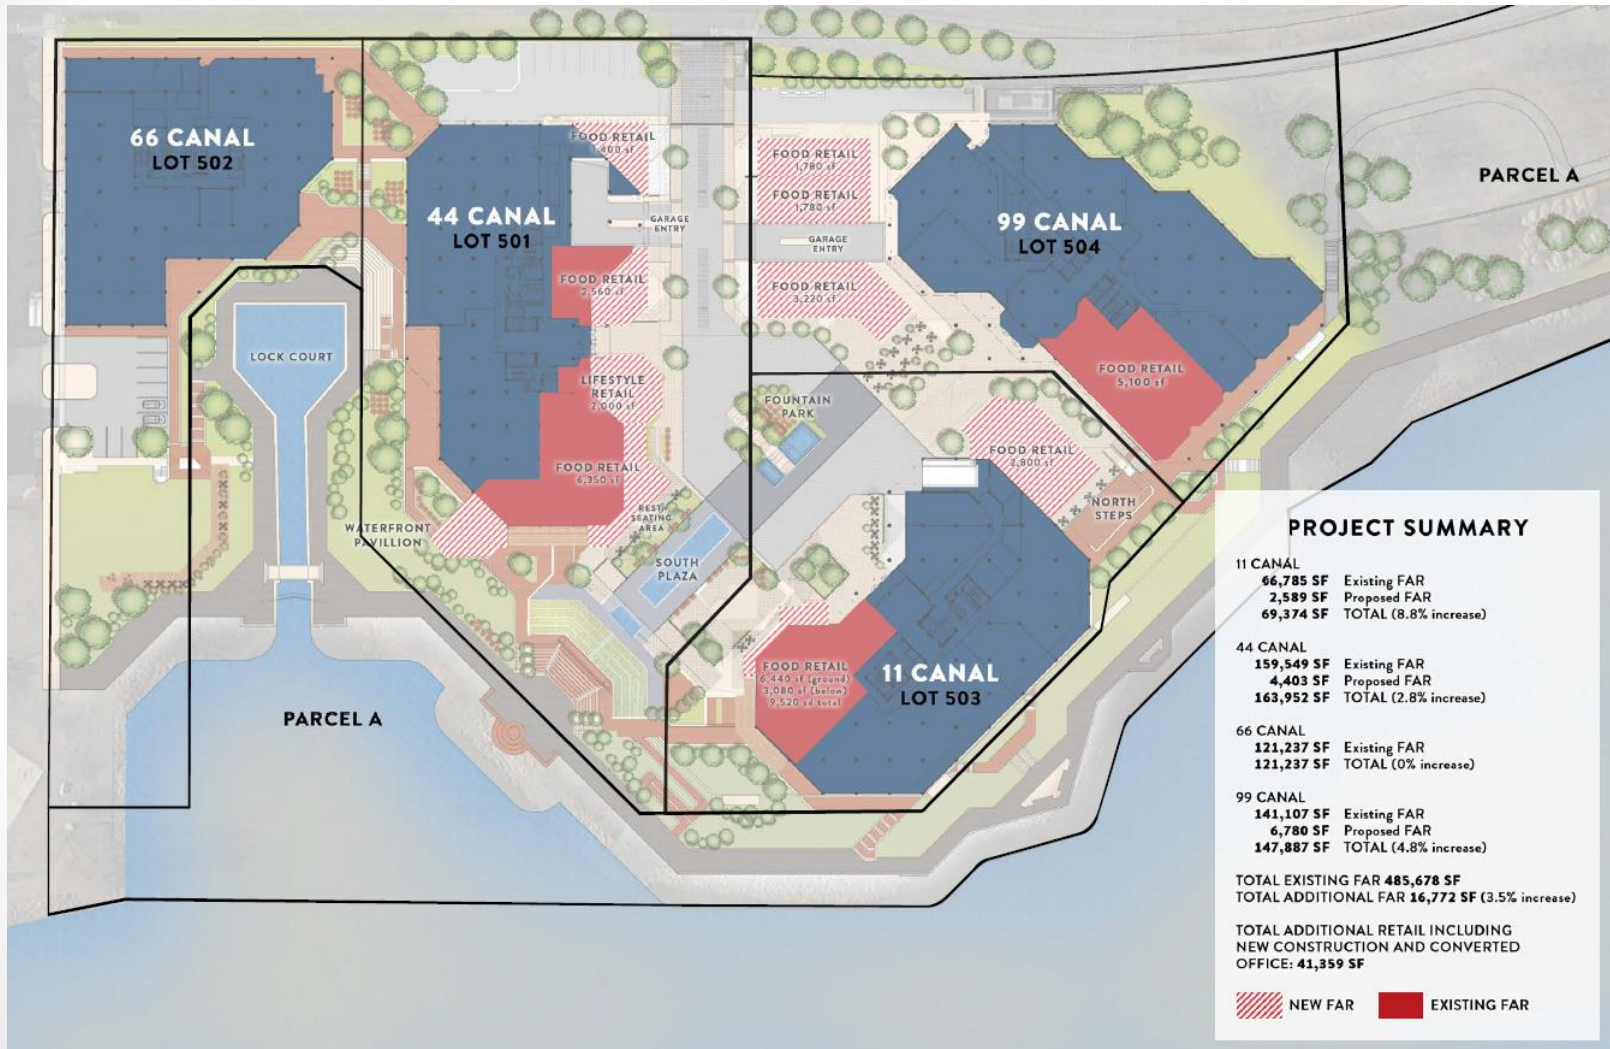 66 CANAL
LOT 502
44 CANAL
LOT 501
FOOD RETAIL
1,600 sf
GARAGE
ENTRY
FOOD RETAIL
2,560 sf
LIFESTYLE
RETAIL
2,000 sf
FOOD RETAIL
6,350 sf
REST/
SEATING
AREA
LOCK COURT
WATERFRONT
PAVILLION
SOUTH
PLAZA
FOUNTAIN
PARK
FOOD RETAIL
1,780 sf
FOOD RETAIL
1,780 sf
GARAGE
ENTRY
FOOD RETAIL
3,220 sf
99 CANAL
LOT 504
FOOD RETAIL
5,100 sf
PARCEL A
FOOD RETAIL
2,800 sf
NORTH
STEPS
FOOD RETAIL
6,440 sf (ground)
3,080 sf (below)
9,520 sd total
11 CANAL
LOT 503
PARCEL A
PROJECT SUMMARY
11 CANAL
66,785 SF Existing FAR
2,589 SF Proposed FAR
69,374 SF TOTAL (8.8% increase)
44 CANAL
159,549 SF Existing FAR
4,403 SF Proposed FAR
163,952 SF TOTAL (2.8% increase)
66 CANAL
121,237 SF Existing FAR
121,237 SF TOTAL (0% increase)
99 CANAL
141,107 SF Existing FAR
6,780 SF Proposed FAR
147,887 SF TOTAL (4.8% increase)
TOTAL EXISTING FAR 485,678 SF
TOTAL ADDITIONAL FAR 16,772 SF (3.5% increase)
TOTAL ADDITIONAL RETAIL INCLUDING
NEW CONSTRUCTION AND CONVERTED
OFFICE: 41,359 SF
NEW FAR
EXISTING FAR